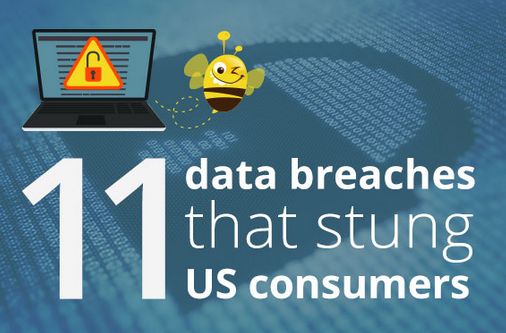 11
data breaches
that stung
US consumers